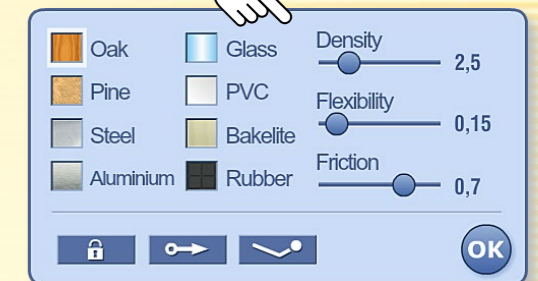 Oak
Pine
Steel
Aluminium
Glass
PVC
Bakelite
Rubber
Density
2,5
Flexibility
0,15
Friction
0,7
OK